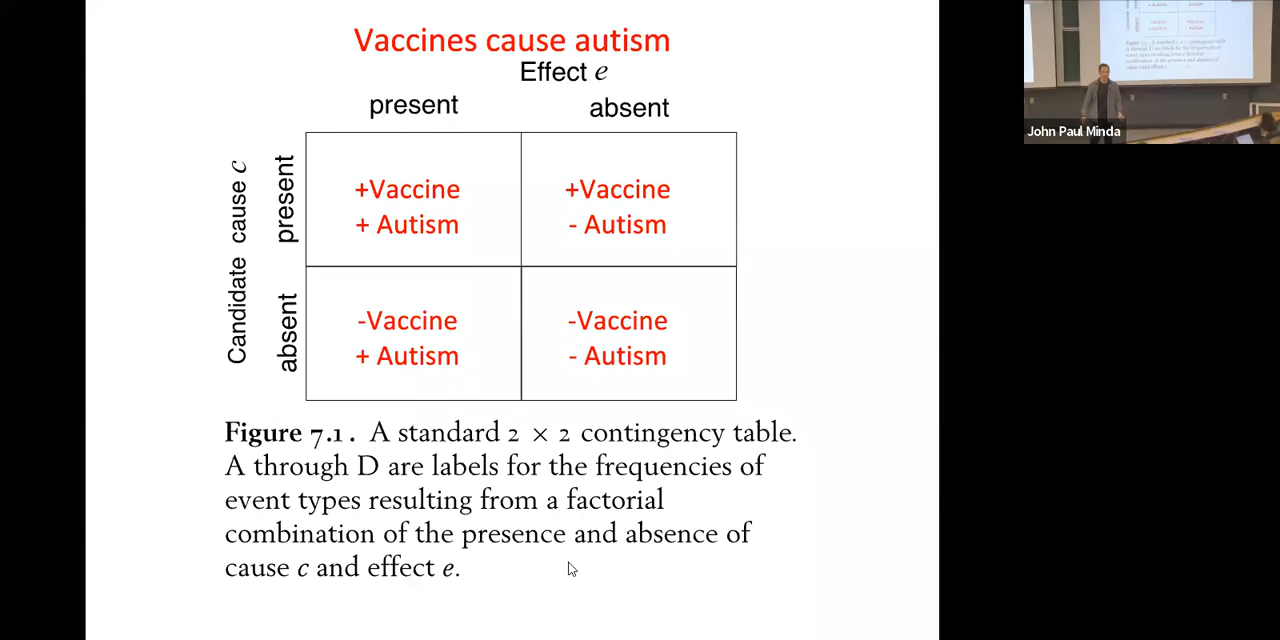 Vaccines cause autism
Effect e
present absent
Candidate cause c
present
+Vaccine +Vaccine
+ Autism - Autism
absent
-Vaccine -Vaccine
+ Autism - Autism
Figure 7.1. A standard 2 × 2 contingency table.
A through D are labels for the frequencies of
event types resulting from a factorial
combination of the presence and absence of
cause c and effect e.
John Paul Minda